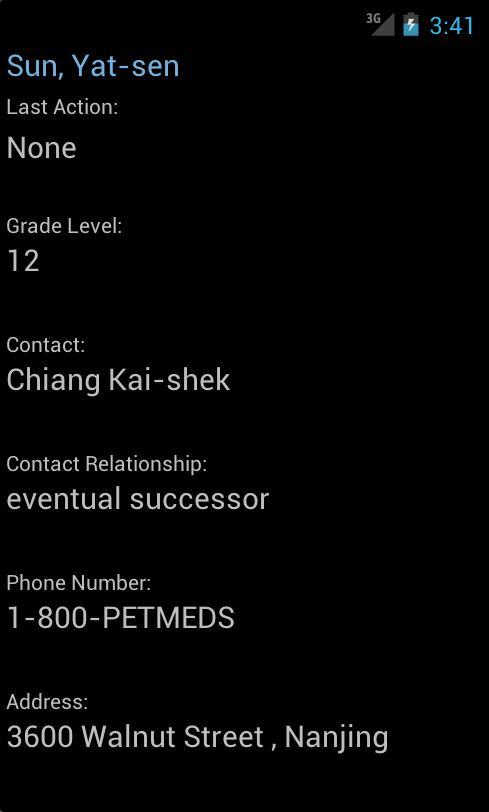 3G 3:41
Sun, Yat-sen
Last Action:
None
Grade Level:
12
Contact:
Chiang Kai-shek
Contact Relationship:
eventual successor
Phone Number:
1-800-PETMEDS
Address:
3600 Walnut Street , Nanjing